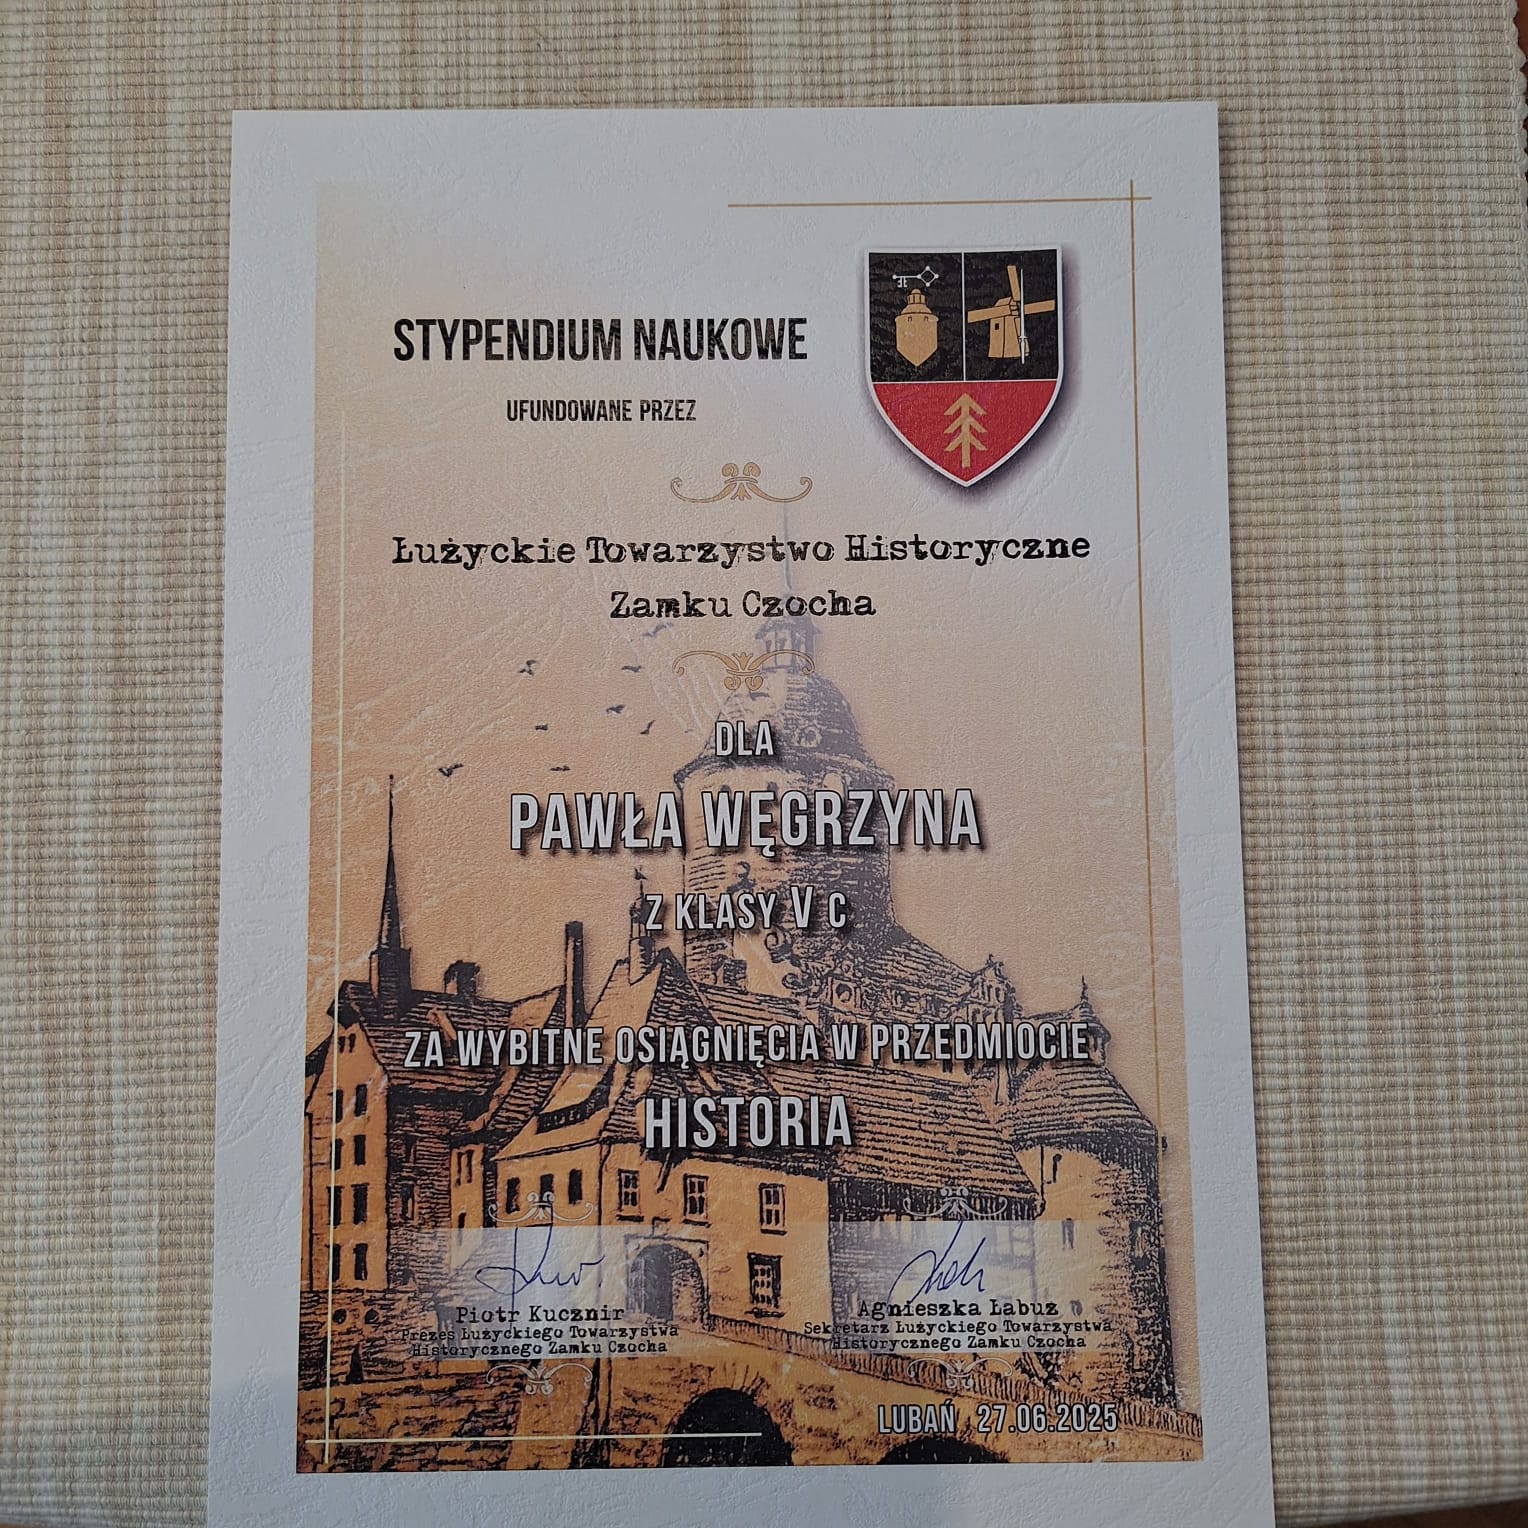 STYPENDIUM NAUKOWE
UFUNDOWANE PRZEZ
Łużyckie Towarzystwo Historyczne
Zamku Czocha
DLA
PAWŁA WĘGRZYNA
Z KLASY V C
ZA WYBITNE OSIĄGNIĘCIA W PRZEDMIOCIE
HISTORIA
Piotr Kucznir
Prezes Łużyckiego Towarzystwa
Historycznego Zamku Czocha
Agnieszka Łabuz
Sekretarz Łużyckiego Towarzystwa
Historycznego Zamku Czocha
LUBAŃ 27.06.2025